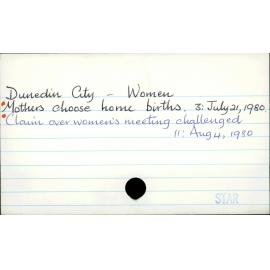 Dunedin City - Women
Mothers choose home births. 3: July 21, 1980
Claim over women's meeting challenged
11: Aug 4, 1980
STAR